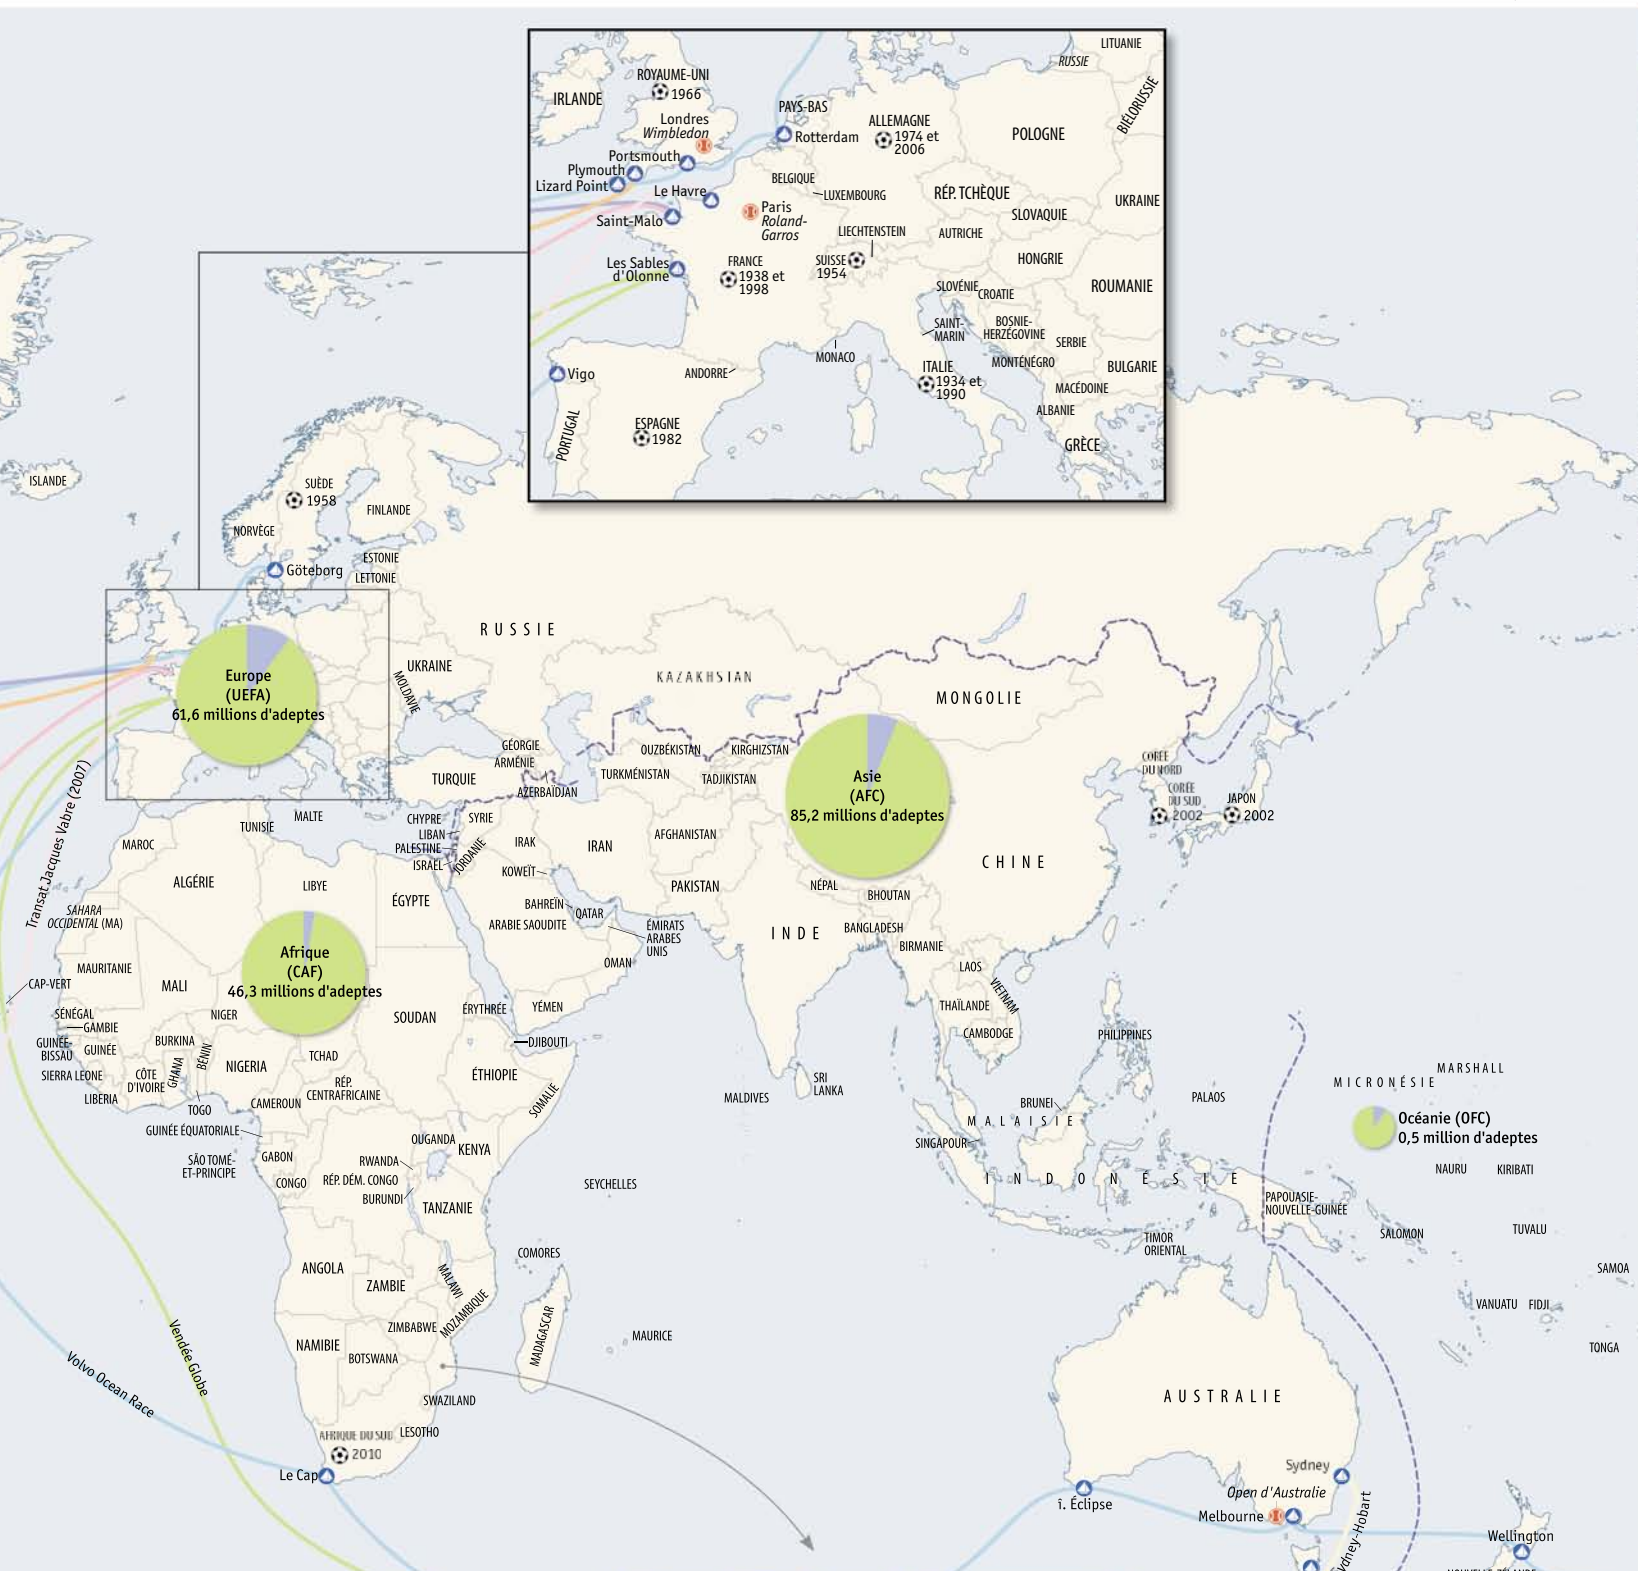 LITUANIE
RUSSIE
BIÉLORUSSIE
ROYAUME-UNI
1966
IRLANDE
PAYS-BAS
Rotterdam
ALLEMAGNE
1974 et
2006
POLOGNE
Londres
Wimbledon
Portsmouth
Plymouth
Lizard Point
Le Havre
Saint-Malo
BELGIQUE
LUXEMBOURG
RÉP. TCHÈQUE
UKRAINE
Paris
Roland-
Garros
SLOVAQUIE
LIECHTENSTEIN
AUTRICHE
Les Sables
d'Olonne
FRANCE
1938 et
1998
SUISSE
1954
HONGRIE
SLOVÉNIE
CROATIE
ROUMANIE
SAINT-
MARIN
BOSNIE-
HERZÉGOVINE
SERBIE
MONACO
MONTÉNÉGRO
BULGARIE
Vigo
ANDORRE
ITALIE
1934 et
1990
MACÉDOINE
ALBANIE
PORTUGAL
ESPAGNE
1982
GRÈCE
ISLANDE
SUÈDE
1958
FINLANDE
NORVÈGE
ESTONIE
LETTONIE
Göteborg
RUSSIE
Europe
(UEFA)
61,6 millions d'adeptes
UKRAINE
MOLDAVIE
KAZAKHSTAN
MONGOLIE
GÉORGIE
ARMÉNIE
AZERBAÏDJAN
TURQUIE
OUZBÉKISTAN
KIRGHIZSTAN
TURKMÉNISTAN
TADJIKISTAN
Asie
(AFC)
85,2 millions d'adeptes
CORÉE
DU NORD
CORÉE
DU SUD
2002
JAPON
2002
Transat Jacques Vabre (2007)
MAROC
TUNISIE
MALTE
CHYPRE
LIBAN
PALESTINE
ISRAËL
JORDANIE
SYRIE
IRAK
IRAN
AFGHANISTAN
CHINE
ALGÉRIE
LIBYE
ÉGYPTE
KOWEÏT
PAKISTAN
NÉPAL
BHOUTAN
SAHARA
OCCIDENTAL (MA)
BAHREÏN
QATAR
ARABIE SAOUDITE
ÉMIRATS
ARABES
UNIS
INDE
BANGLADESH
BIRMANIE
Afrique
(CAF)
46,3 millions d'adeptes
MAURITANIE
MALI
OMAN
LAOS
CAP-VERT
NIGER
SOUDAN
ÉRYTHRÉE
YÉMEN
THAÏLANDE
VIETNAM
SÉNÉGAL
GAMBIE
GUINÉE-
BISSAU
GUINÉE
BURKINA
BÉNIN
DJIBOUTI
CAMBODGE
PHILIPPINES
SIERRA LEONE
LIBERIA
CÔTE
D'IVOIRE
GHANA
TOGO
NIGERIA
TCHAD
RÉP.
CENTRAFRICAINE
ÉTHIOPIE
SOMALIE
SRI
LANKA
MALDIVES
BRUNEI
PALAOS
MICRONÉSIE
MARSHALL
CAMEROUN
GUINÉE ÉQUATORIALE
OUGANDA
KENYA
MALAISIE
SINGAPOUR
Océanie (OFC)
0,5 million d'adeptes
SÃO TOMÉ-
ET-PRINCIPE
GABON
CONGO
RWANDA
RÉP. DÉM. CONGO
BURUNDI
TANZANIE
SEYCHELLES
INDONÉSIE
NAURU
KIRIBATI
PAPOUASIE-
NOUVELLE-GUINÉE
SALOMON
TUVALU
TIMOR
ORIENTAL
COMORES
ANGOLA
ZAMBIE
MALAWI
MOZAMBIQUE
SAMOA
VANUATU
FIDJI
TONGA
ZIMBABWE
NAMIBIE
BOTSWANA
MADAGASCAR
MAURICE
Vendée Globe
Volvo Ocean Race
SWAZILAND
LESOTHO
AFRIQUE DU SUD
2010
Le Cap
AUSTRALIE
Sydney
Open d'Australie
Melbourne
î. Éclipse
Wellington